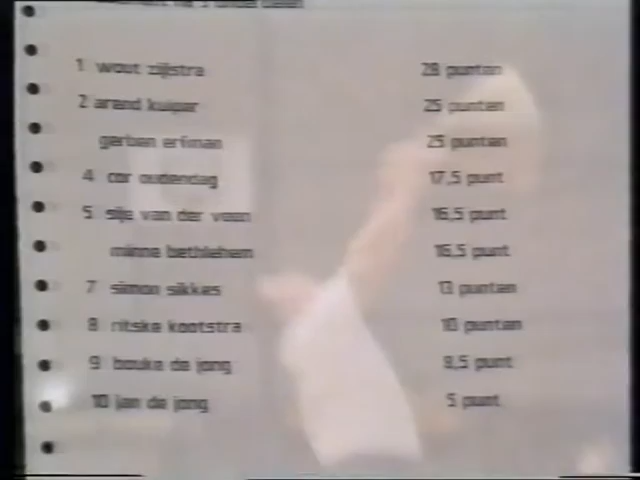 1 wout zijlstra 28 punten
2 arend kuiper 25 punten
gerben erfman 25 punten
4 cor oudendag 17,5 punt
5 sije van der veen 16,5 punt
minne bethlehem 16,5 punt
7 simon sikkes 13 punten
8 ritske kootstra 10 punten
9 bouke de jong 9,5 punt
10 jan de jong 5 punt